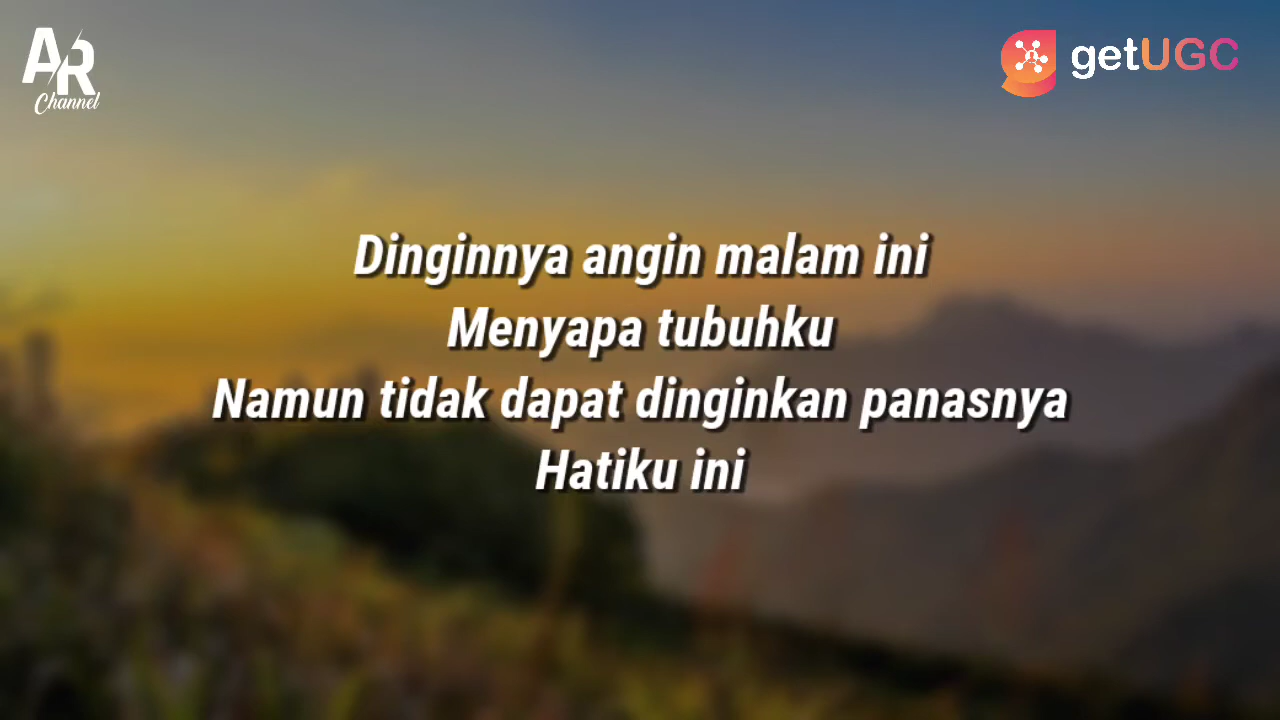 AR
Channel
getUGC
Dinginnya angin malam ini
Menyapa tubuhku
Namun tidak dapat dinginkan panasnya
Hatiku ini